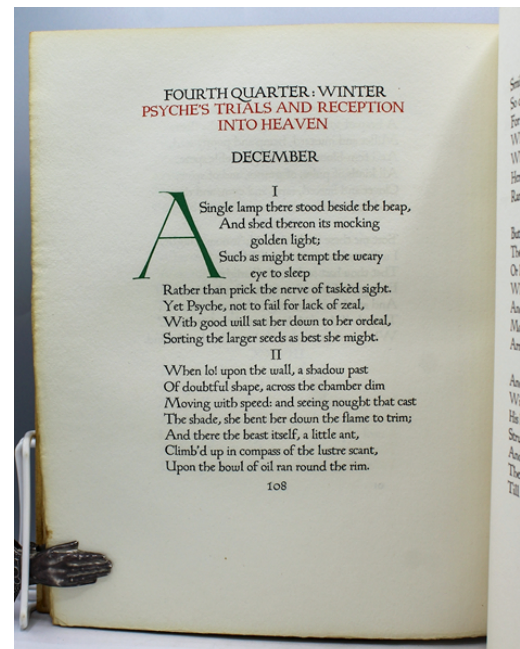 FOURTH QUARTER: WINTER
PSYCHE'S TRIALS AND RECEPTION
INTO HEAVEN
DECEMBER
I
A Single lamp there stood beside the heap,
And shed thereon its mocking
golden light;
Such as might tempt the weary
eye to sleep
Rather than prick the nerve of taskèd sight.
Yet Psyche, not to fail for lack of zeal,
With good will sat her down to her ordeal,
Sorting the larger seeds as best she might.
II
When lo! upon the wall, a shadow past
Of doubtful shape, across the chamber dim
Moving with speed: and seeing nought that cast
The shade, she bent her down the flame to trim;
And there the beast itself, a little ant,
Climb'd up in compass of the lustre scant,
Upon the bowl of oil ran round the rim.
108